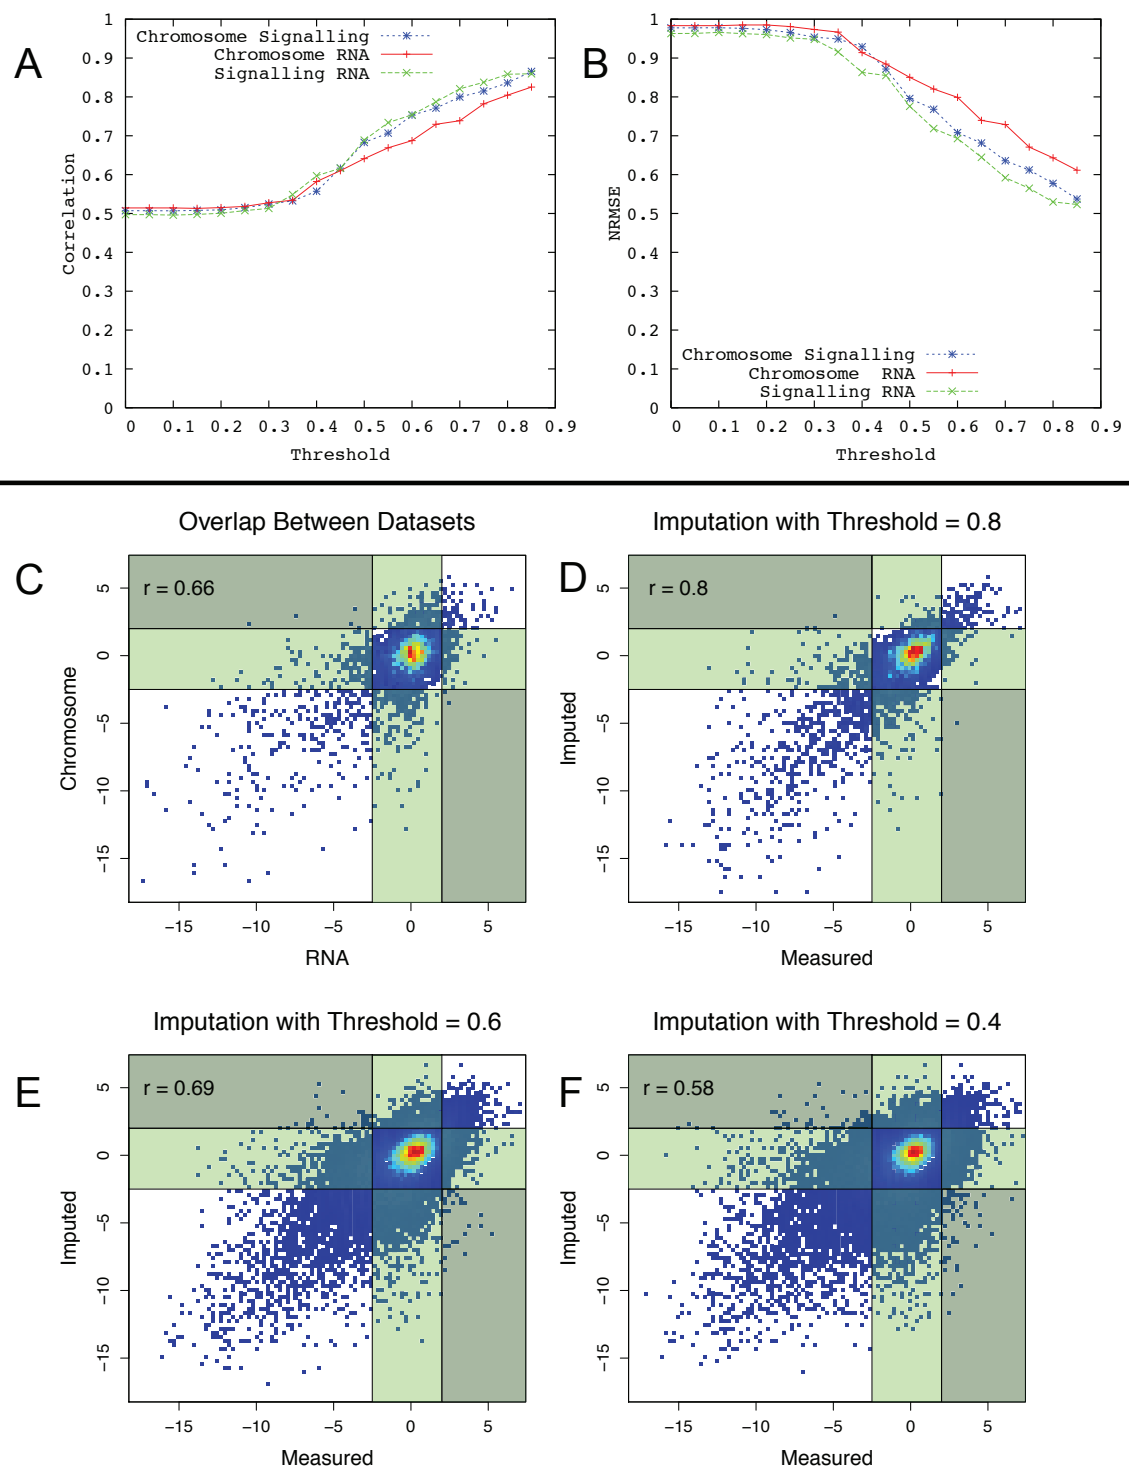 A
Chromosome Signalling
Chromosome RNA
Signalling RNA
1
0.9
0.8
0.7
0.6
0.5
0.4
0.3
0.2
0.1
0
Correlation
0 0.1 0.2 0.3 0.4 0.5 0.6 0.7 0.8 0.9
Threshold
B
1
0.9
0.8
0.7
0.6
0.5
0.4
0.3
0.2
0.1
0
NRMSE
Chromosome Signalling
Chromosome RNA
Signalling RNA
0 0.1 0.2 0.3 0.4 0.5 0.6 0.7 0.8 0.9
Threshold
C
Overlap Between Datasets
r = 0.66
5
0
−5
−10
−15
Chromosome
−15 −10 −5 0 5
RNA
D
Imputation with Threshold = 0.8
r = 0.8
5
0
−5
−10
−15
Imputed
−15 −10 −5 0 5
Measured
E
Imputation with Threshold = 0.6
r = 0.69
5
0
−5
−10
−15
Imputed
−15 −10 −5 0 5
Measured
F
Imputation with Threshold = 0.4
r = 0.58
5
0
−5
−10
−15
Imputed
−15 −10 −5 0 5
Measured